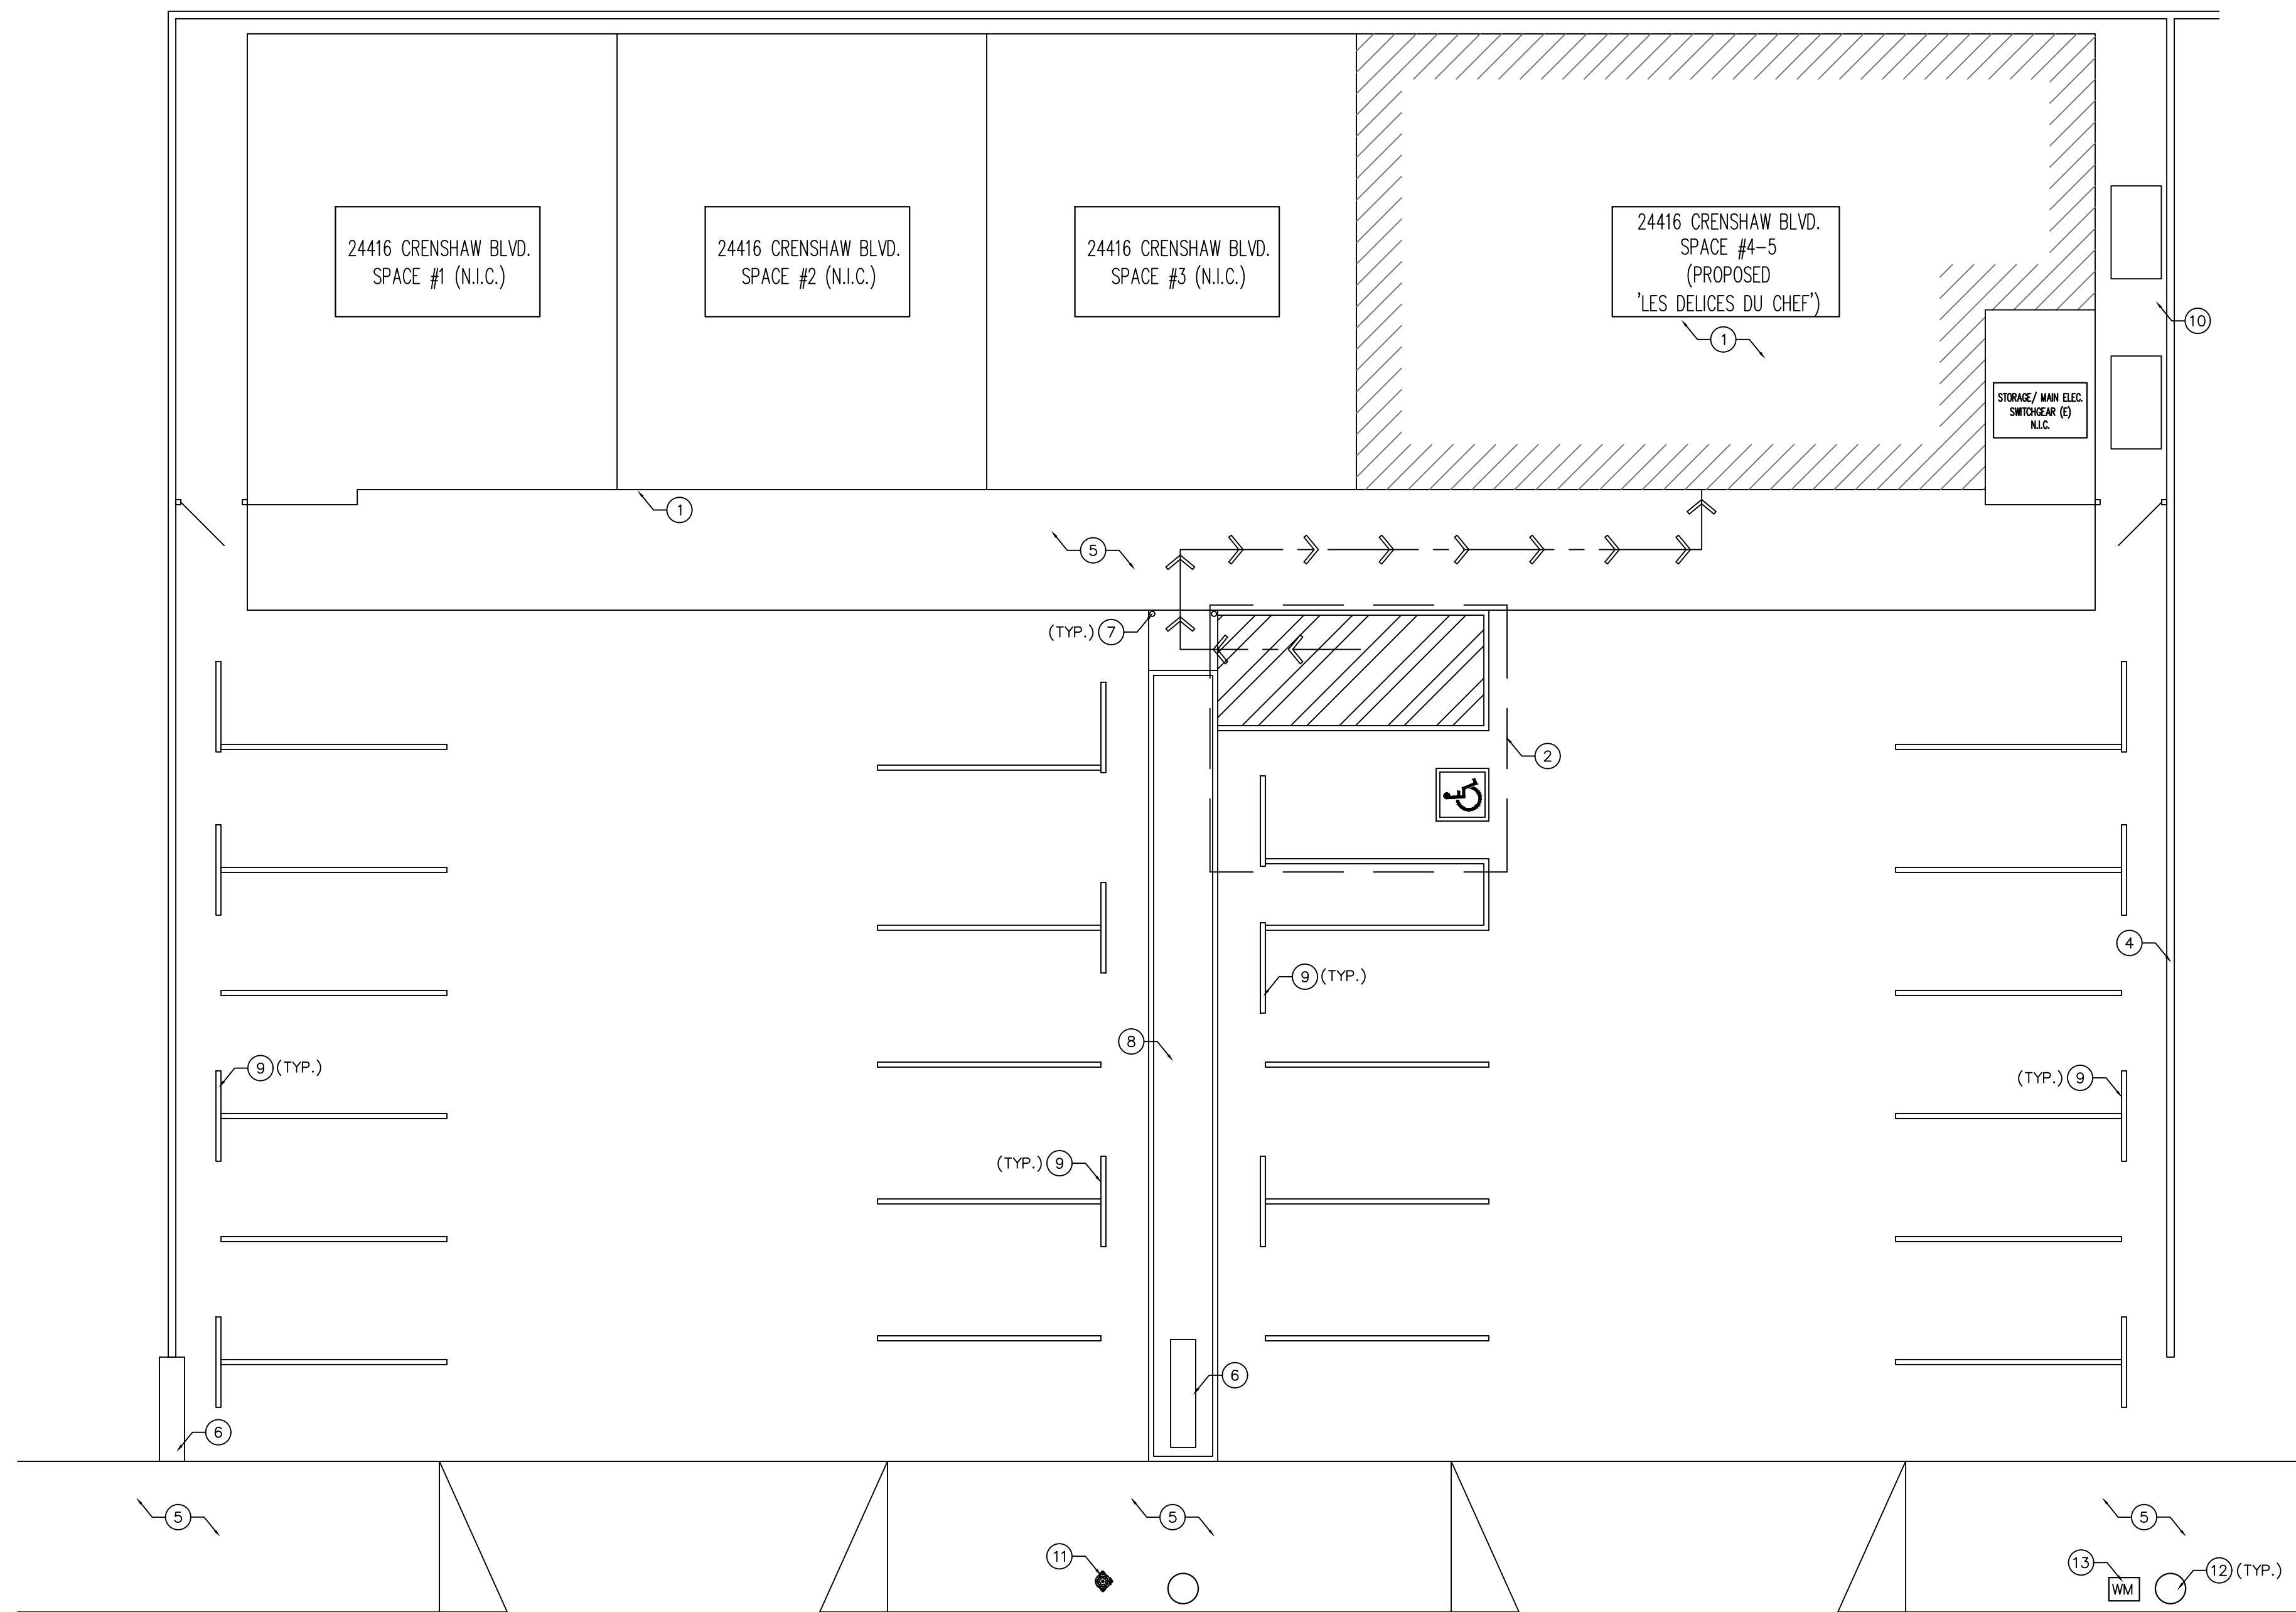 24416 CRENSHAW BLVD.
SPACE #1 (N.I.C.)
24416 CRENSHAW BLVD.
SPACE #2 (N.I.C.)
24416 CRENSHAW BLVD.
SPACE #3 (N.I.C.)
24416 CRENSHAW BLVD.
SPACE #4-5
(PROPOSED
'LES DELICES DU CHEF')
1
10
STORAGE/ MAIN ELEC.
SWITCHGEAR (E)
N.I.C.
1
5
(TYP.) 7
2
4
9 (TYP.)
8
9 (TYP.)
(TYP.) 9
(TYP.) 9
6
6
5
5
5
11
13
WM
12 (TYP.)